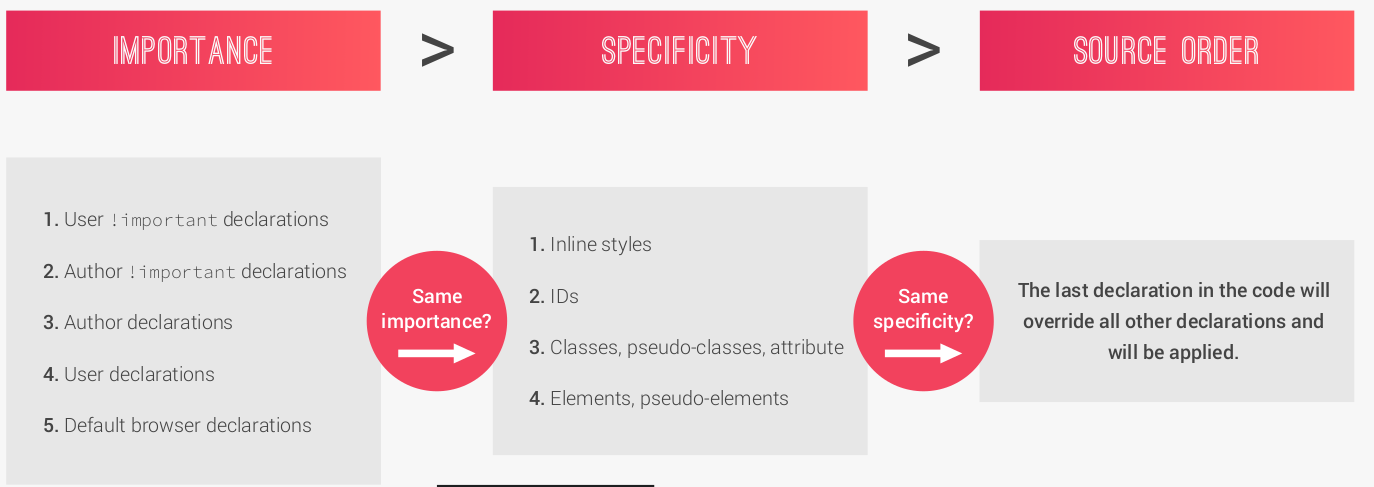 IMPORTANCE > SPECIFICITY > SOURCE ORDER
1. User !important declarations
2. Author !important declarations
3. Author declarations
4. User declarations
5. Default browser declarations
Same
importance?
1. Inline styles
2. IDs
3. Classes, pseudo-classes, attribute
4. Elements, pseudo-elements
Same
specificity?
The last declaration in the code will
override all other declarations and
will be applied.